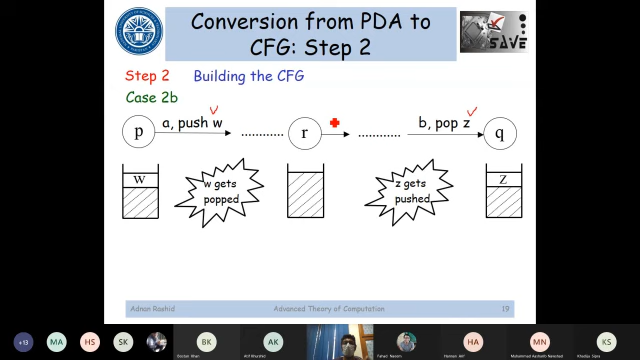 Conversion from PDA to
CFG: Step 2
SAVE
Step 2 Building the CFG
Case 2b
p a, push w ............ r ............ b, pop z q
w w gets
popped z gets
pushed z
Adnan Rashid Advanced Theory of Computation 19
+13 MA HS SK BK AK HA MN KS